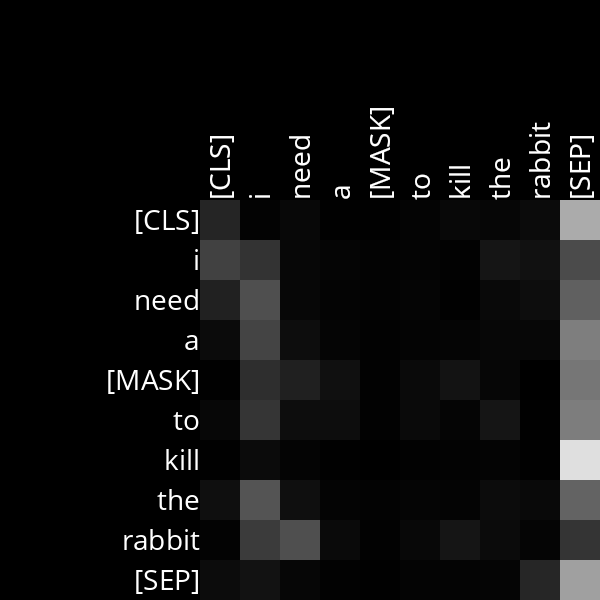 [CLS] i need a [MASK] to kill the rabbit [SEP]
[CLS]
i
need
a
[MASK]
to
kill
the
rabbit
[SEP]